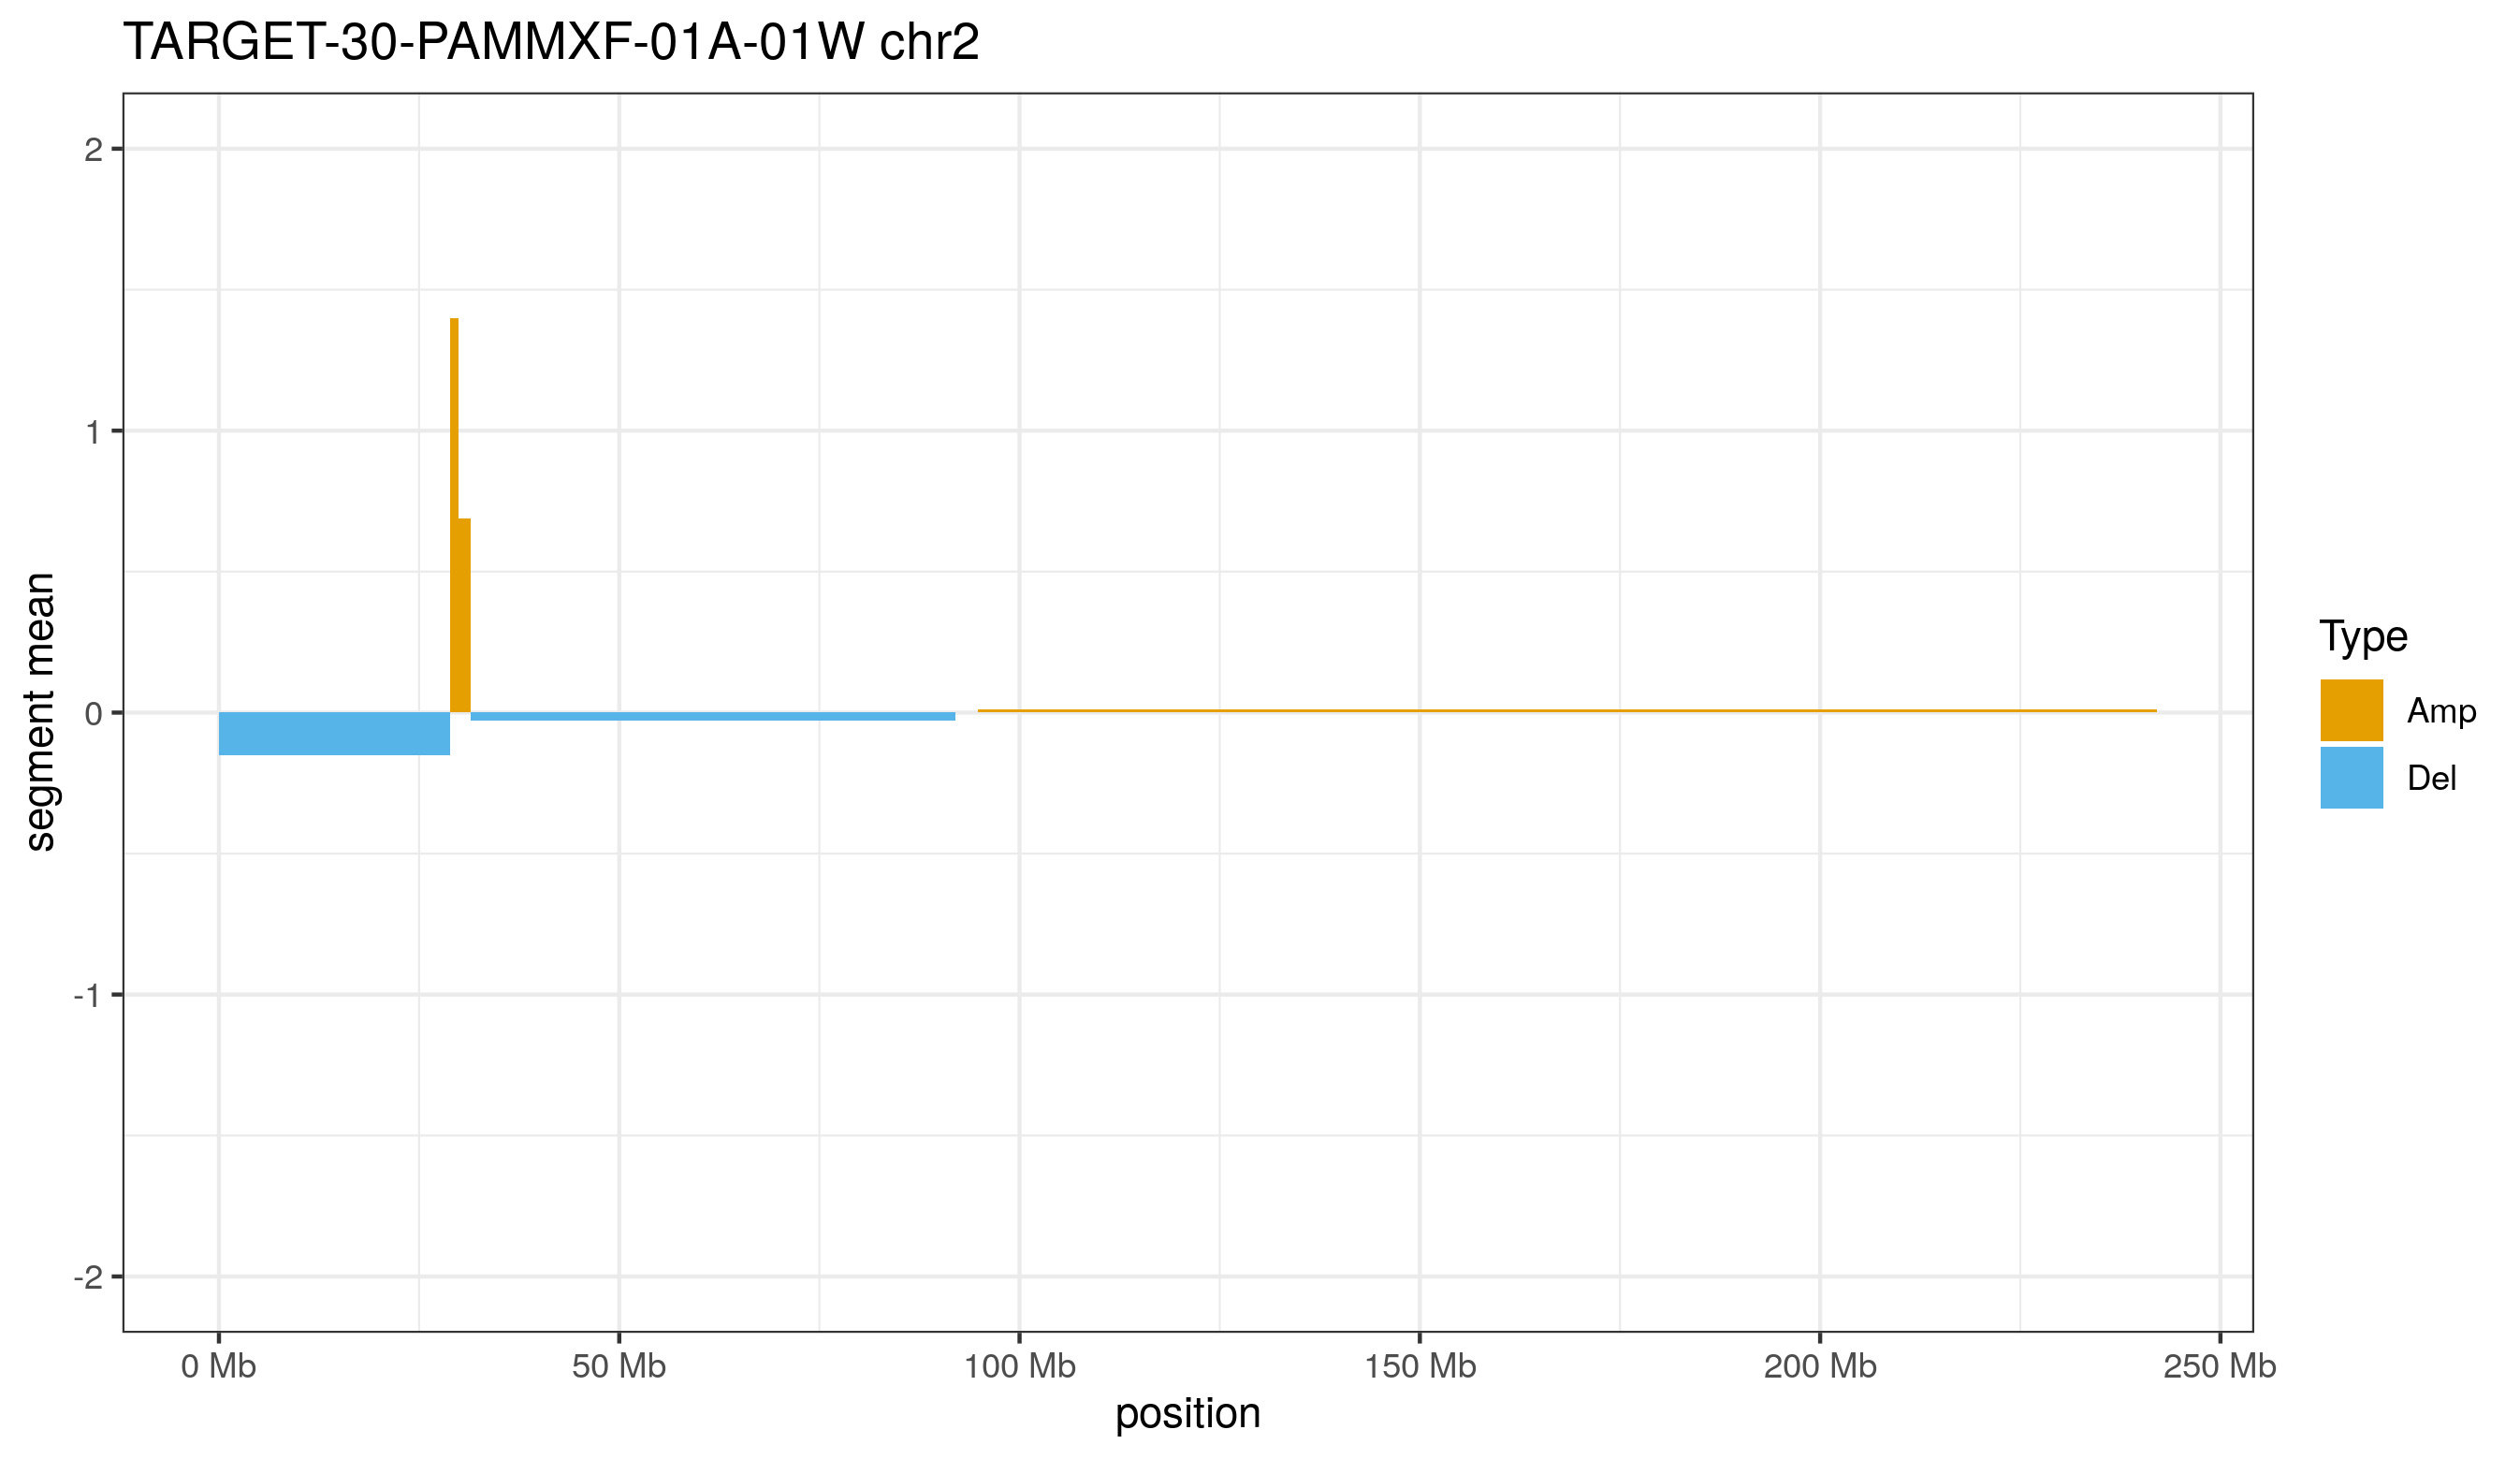 TARGET-30-PAMMXF-01A-01W chr2
2
1
0
-1
-2
segment mean
0 Mb
50 Mb
100 Mb
150 Mb
200 Mb
250 Mb
position
Type
Amp
Del